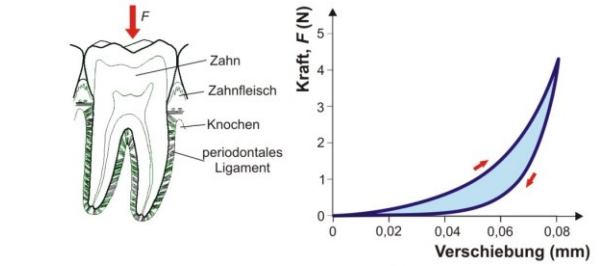 F
Zahn
Zahnfleisch
Knochen
periodontales
Ligament
Kraft, F (N)
5
4
3
2
1
0
0
0,02
0,04
0,06
0,08
Verschiebung (mm)